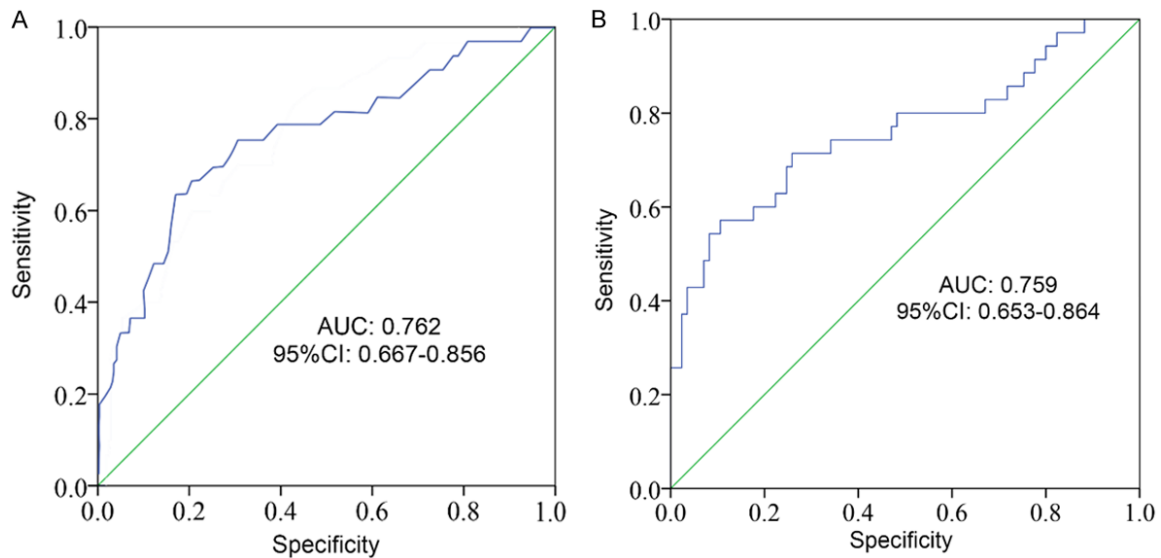 A
1.0
0.8
0.6
0.4
0.2
0.0
Sensitivity
AUC: 0.762
95%CI: 0.667-0.856
0.0 0.2 0.4 0.6 0.8 1.0
Specificity
B
1.0
0.8
0.6
0.4
0.2
0.0
Sensitivity
AUC: 0.759
95%CI: 0.653-0.864
0.0 0.2 0.4 0.6 0.8 1.0
Specificity